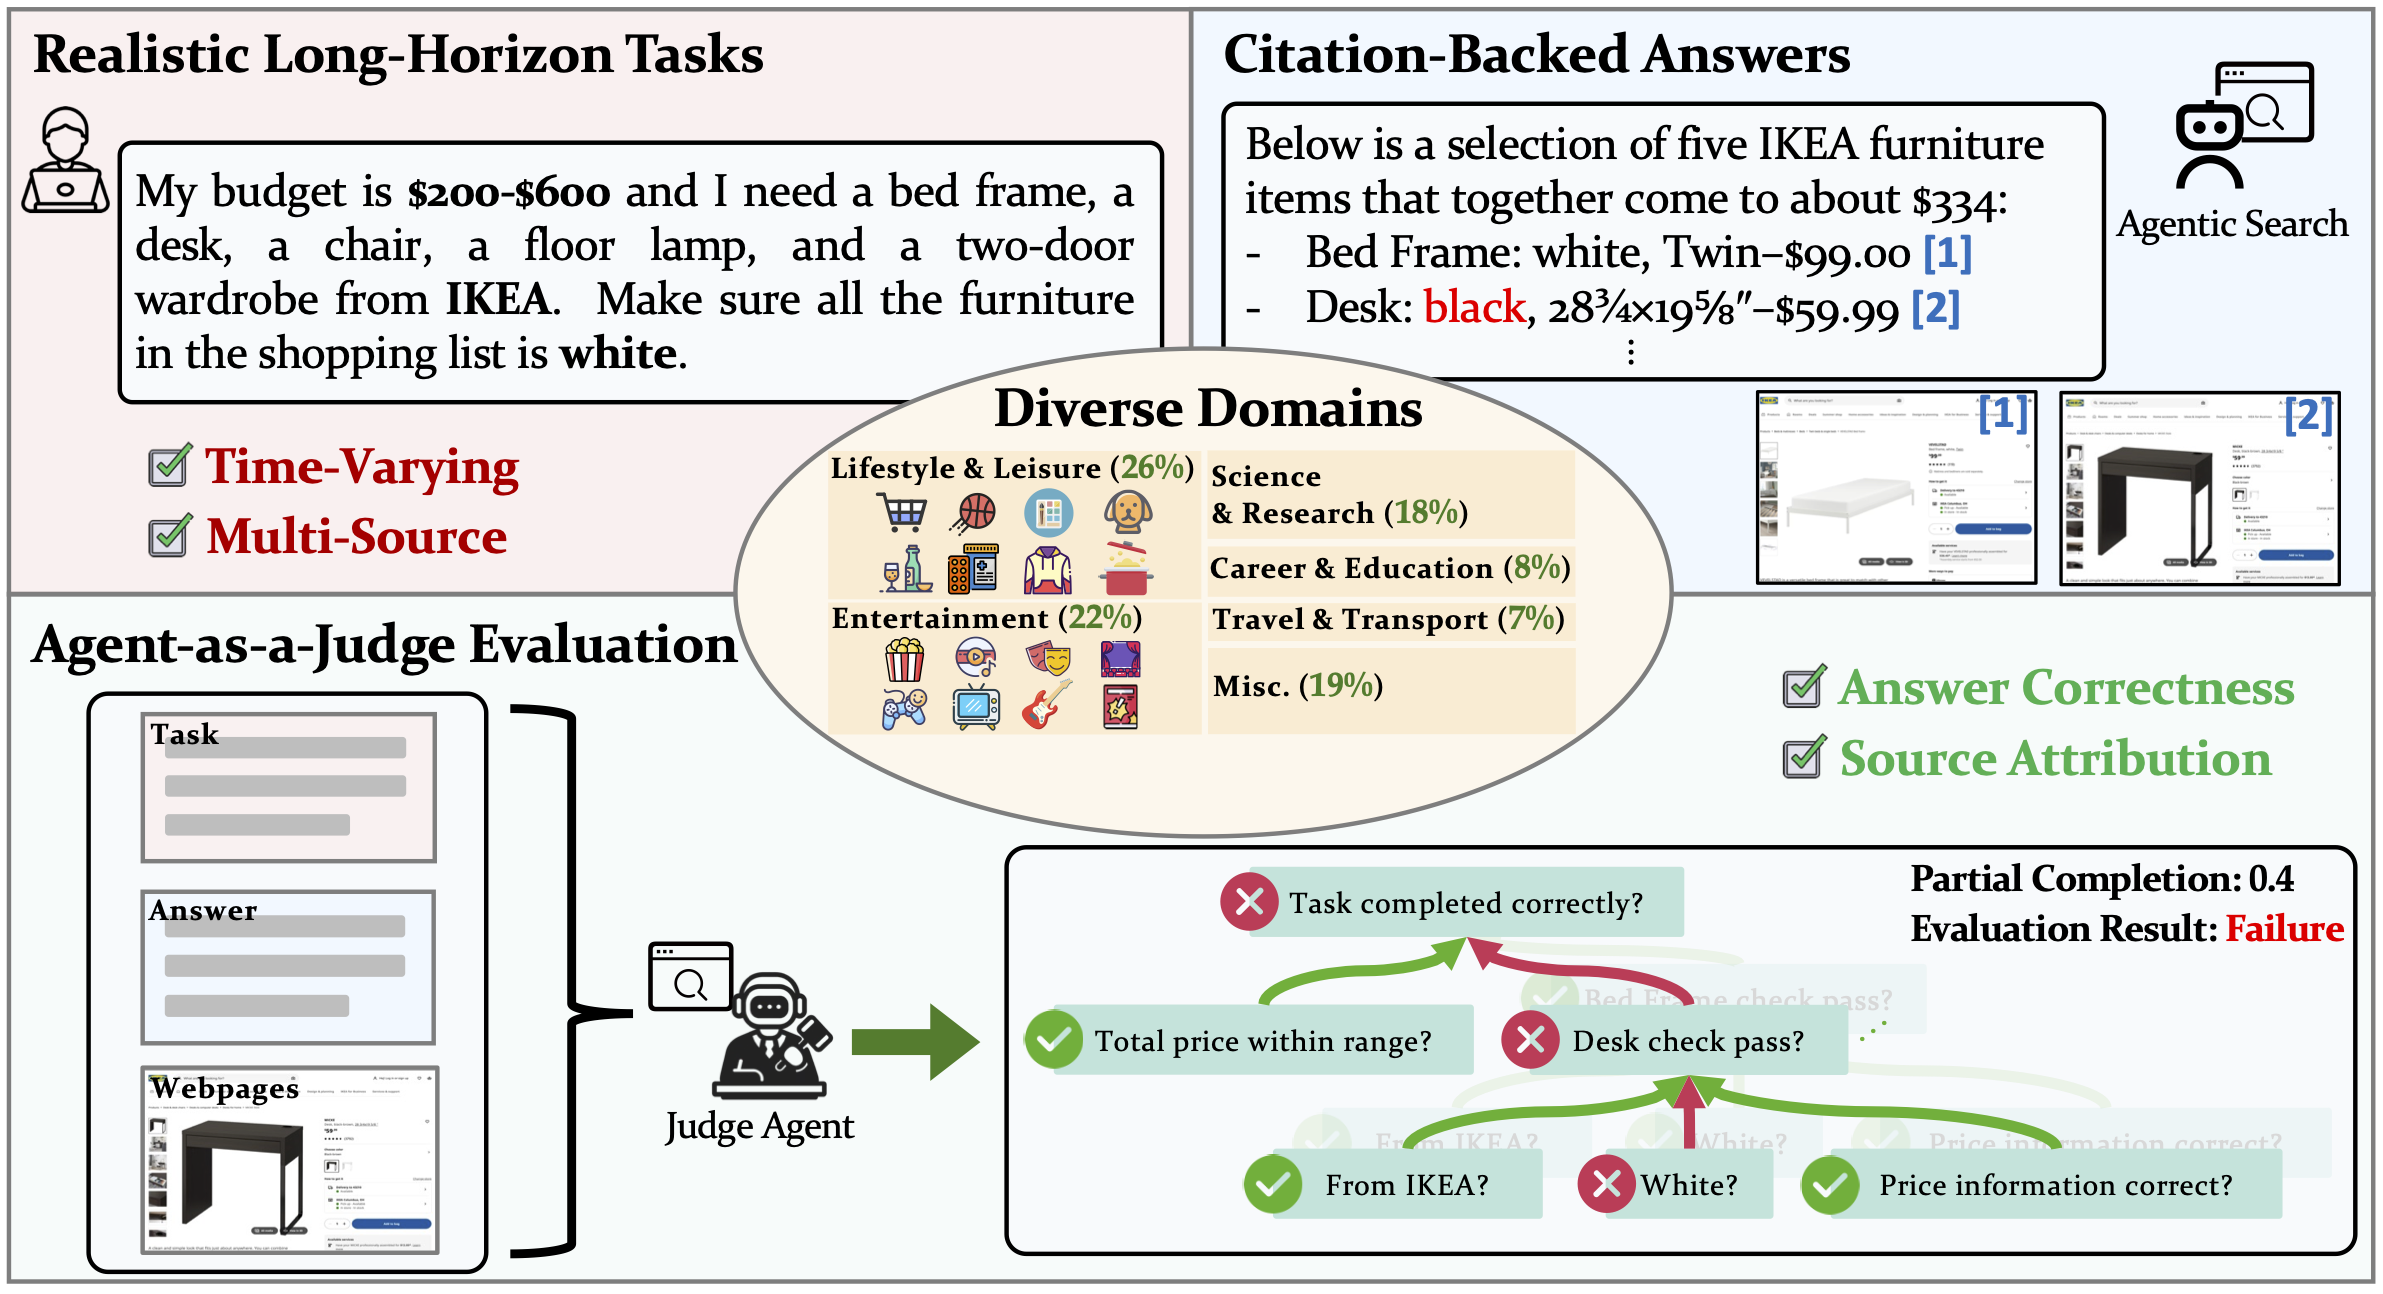 Realistic Long-Horizon Tasks
My budget is $200-$600 and I need a bed frame, a
desk, a chair, a floor lamp, and a two-door
wardrobe from IKEA. Make sure all the furniture
in the shopping list is white.
Time-Varying
Multi-Source
Citation-Backed Answers
Below is a selection of five IKEA furniture
items that together come to about $334:
- Bed Frame: white, Twin–$99.00 [1]
- Desk: black, 28¾×19⅝″–$59.99 [2]
⋮
Agentic Search
[1]
[2]
Diverse Domains
Lifestyle & Leisure (26%)
Entertainment (22%)
Science
& Research (18%)
Career & Education (8%)
Travel & Transport (7%)
Misc. (19%)
Agent-as-a-Judge Evaluation
Task
Answer
Webpages
Judge Agent
Answer Correctness
Source Attribution
Partial Completion: 0.4
Evaluation Result: Failure
Task completed correctly?
Bed Frame check pass?
Total price within range?
Desk check pass?
From IKEA?
White?
Price information correct?
From IKEA?
White?
Price information correct?